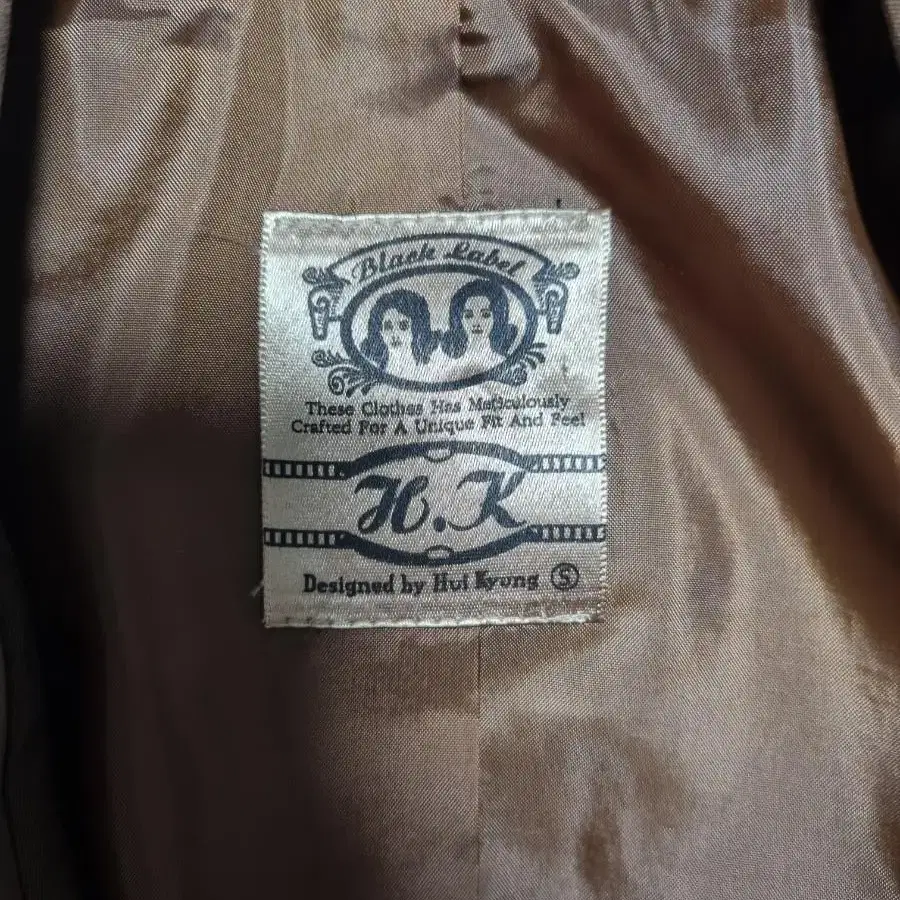 Black Label
These Clothes Has Meticulously
Crafted For A Unique Fit And Feel
H.K
Designed by Hui Kyung S